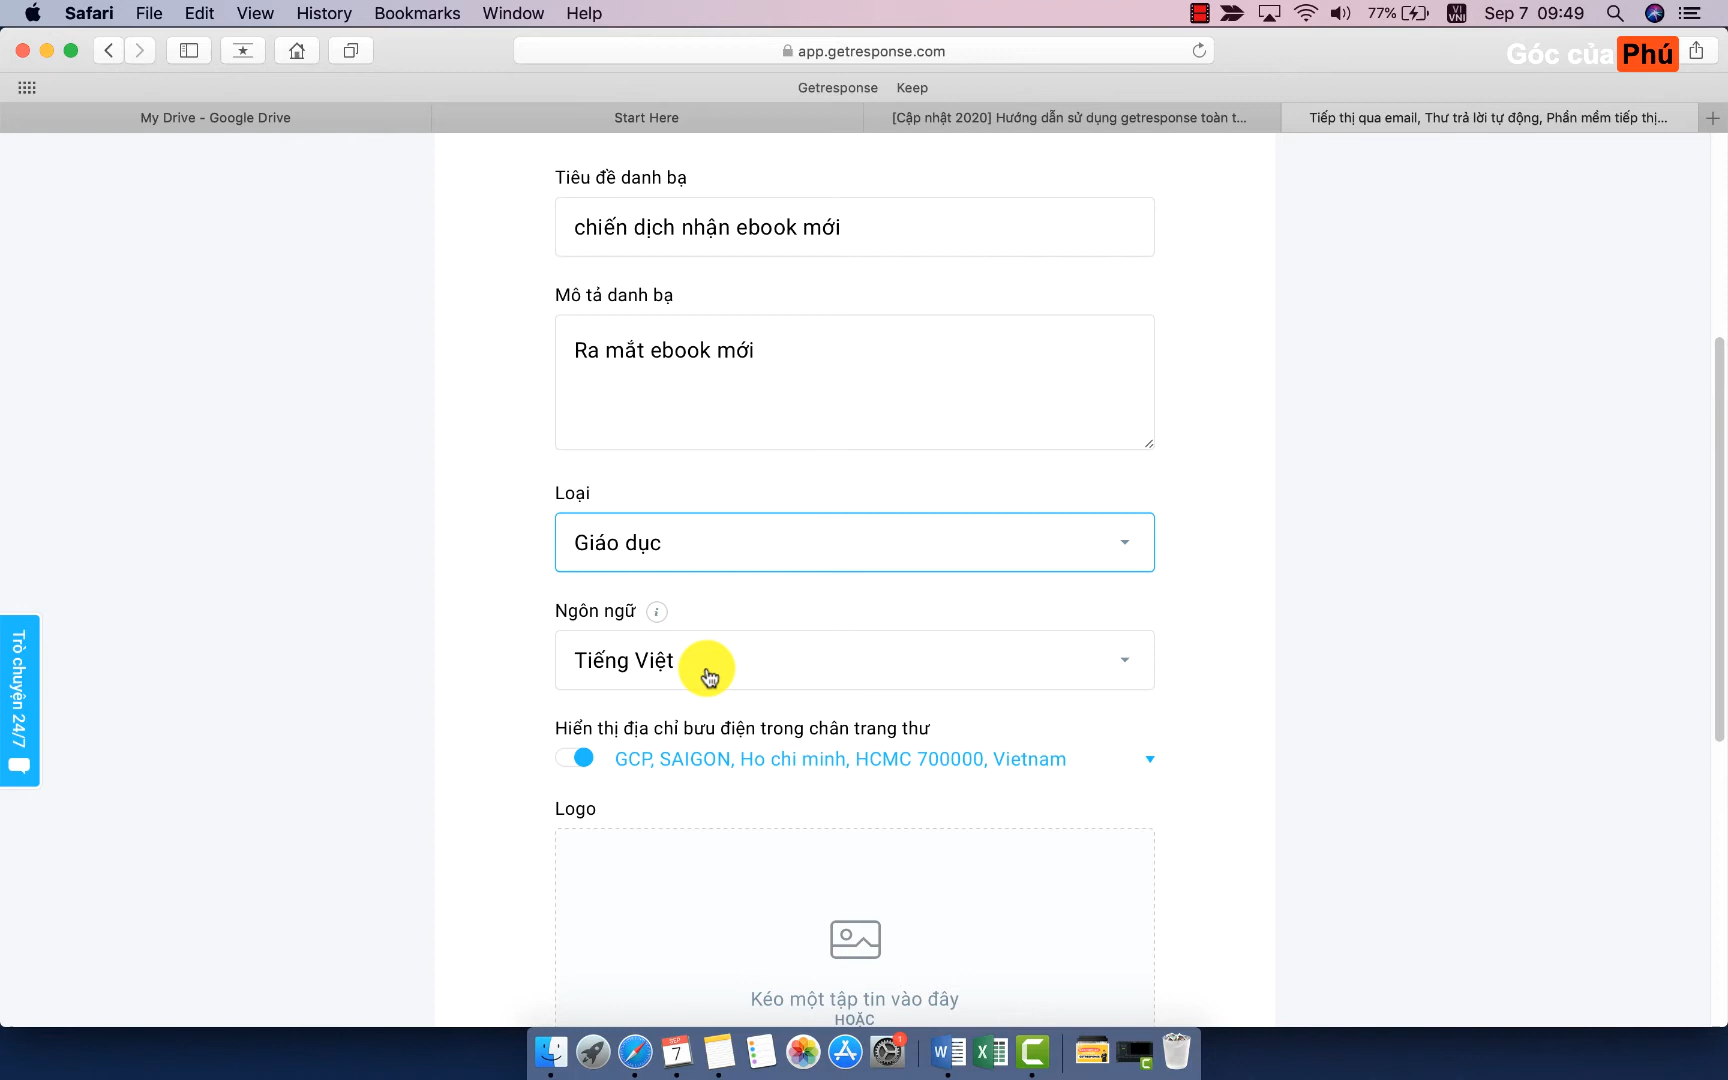 Safari File Edit View History Bookmarks Window Help 77% VI VNI Sep 7 09:49
app.getresponse.com
Góc của Phú
Getresponse Keep
My Drive - Google Drive
Start Here
[Cập nhật 2020] Hướng dẫn sử dụng getresponse toàn t...
Tiếp thị qua email, Thư trả lời tự động, Phần mềm tiếp thị...
Tiêu đề danh bạ
chiến dịch nhận ebook mới
Mô tả danh bạ
Ra mắt ebook mới
Loại
Giáo dục
Ngôn ngữ i
Tiếng Việt
Trò chuyện 24/7
Hiển thị địa chỉ bưu điện trong chân trang thư
GCP, SAIGON, Ho chi minh, HCMC 700000, Vietnam
Logo
Kéo một tập tin vào đây
HOẶC
SEP
7
1